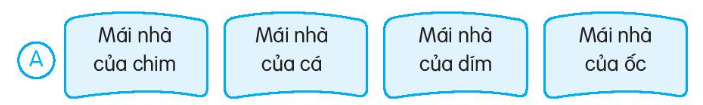 A
Mái nhà
của chim
Mái nhà
của cá
Mái nhà
của dím
Mái nhà
của ốc